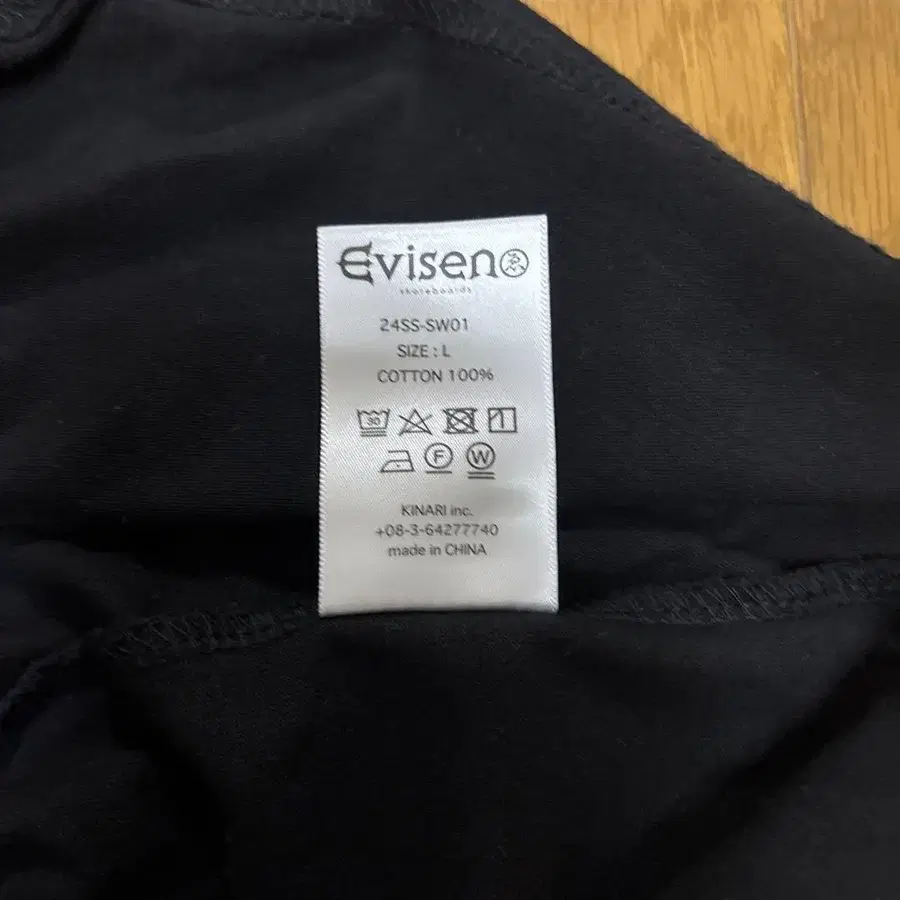 Evisen
skateboards
24SS-SW01
SIZE : L
COTTON 100%
30
F W
KINARI inc.
+08-3-64277740
made in CHINA